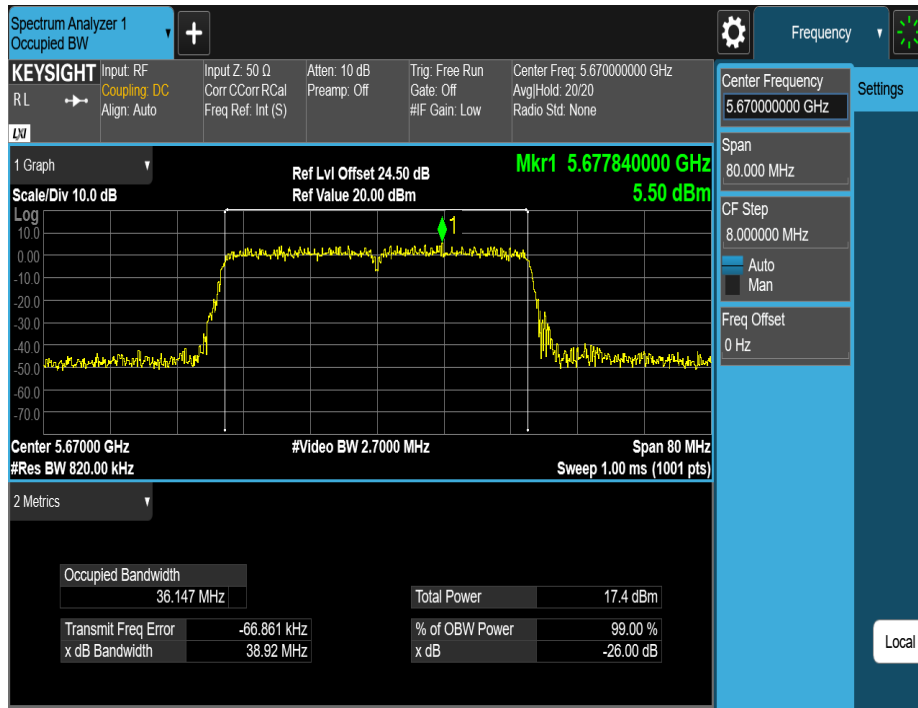 Spectrum Analyzer 1
Occupied BW
+
Frequency
KEYSIGHT
RL
LXI
Input: RF
Coupling: DC
Align: Auto
Input Z: 50 Ω
Corr CCorr RCal
Freq Ref: Int (S)
Atten: 10 dB
Preamp: Off
Trig: Free Run
Gate: Off
#IF Gain: Low
Center Freq: 5.670000000 GHz
Avg|Hold: 20/20
Radio Std: None
Center Frequency
5.670000000 GHz
Settings
Span
80.000 MHz
CF Step
8.000000 MHz
Auto
Man
Freq Offset
0 Hz
1 Graph
Scale/Div 10.0 dB
Ref Lvl Offset 24.50 dB
Ref Value 20.00 dBm
Mkr1 5.677840000 GHz
5.50 dBm
Log
10.0
0.00
-10.0
-20.0
-30.0
-40.0
-50.0
-60.0
-70.0
1
Center 5.67000 GHz
#Res BW 820.00 kHz
#Video BW 2.7000 MHz
Span 80 MHz
Sweep 1.00 ms (1001 pts)
2 Metrics
Occupied Bandwidth
36.147 MHz
Total Power 17.4 dBm
Transmit Freq Error -66.861 kHz
% of OBW Power 99.00 %
x dB Bandwidth 38.92 MHz
x dB -26.00 dB
Local